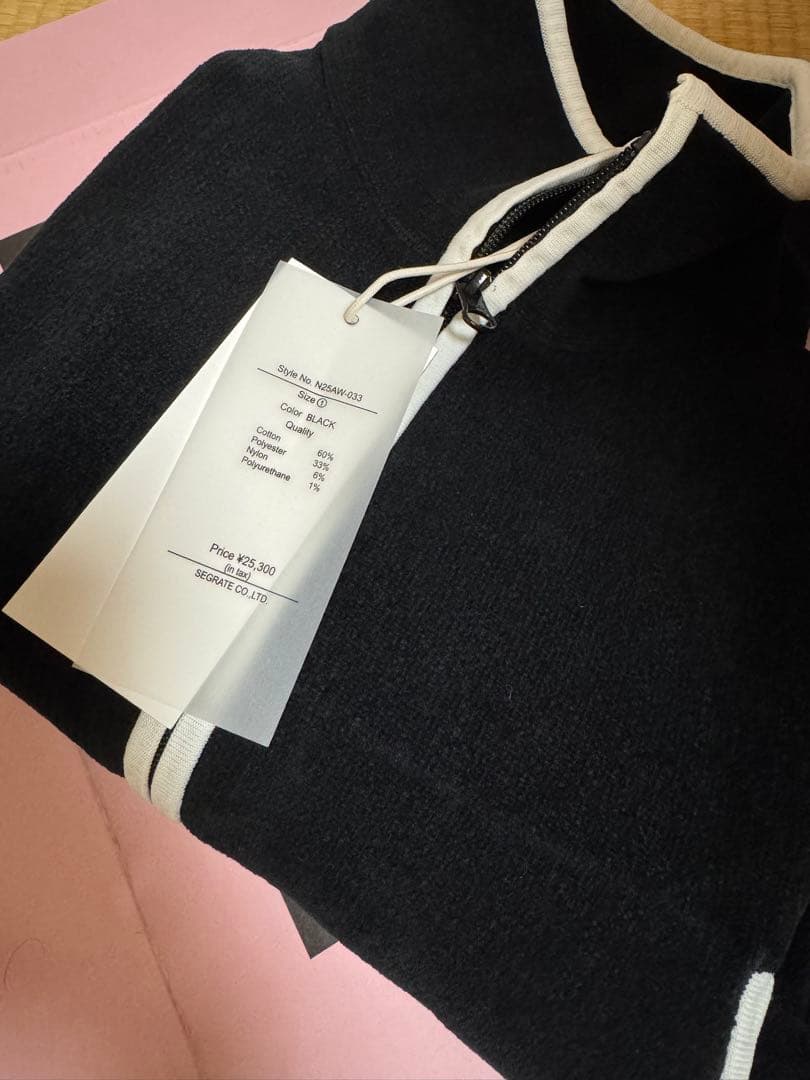 Style No. N25AW-033
Size ①
Color BLACK
Quality
Cotton 60%
Polyester 33%
Nylon 6%
Polyurethane 1%
Price ¥25,300
(in tax)
SEGRATE CO.,LTD.